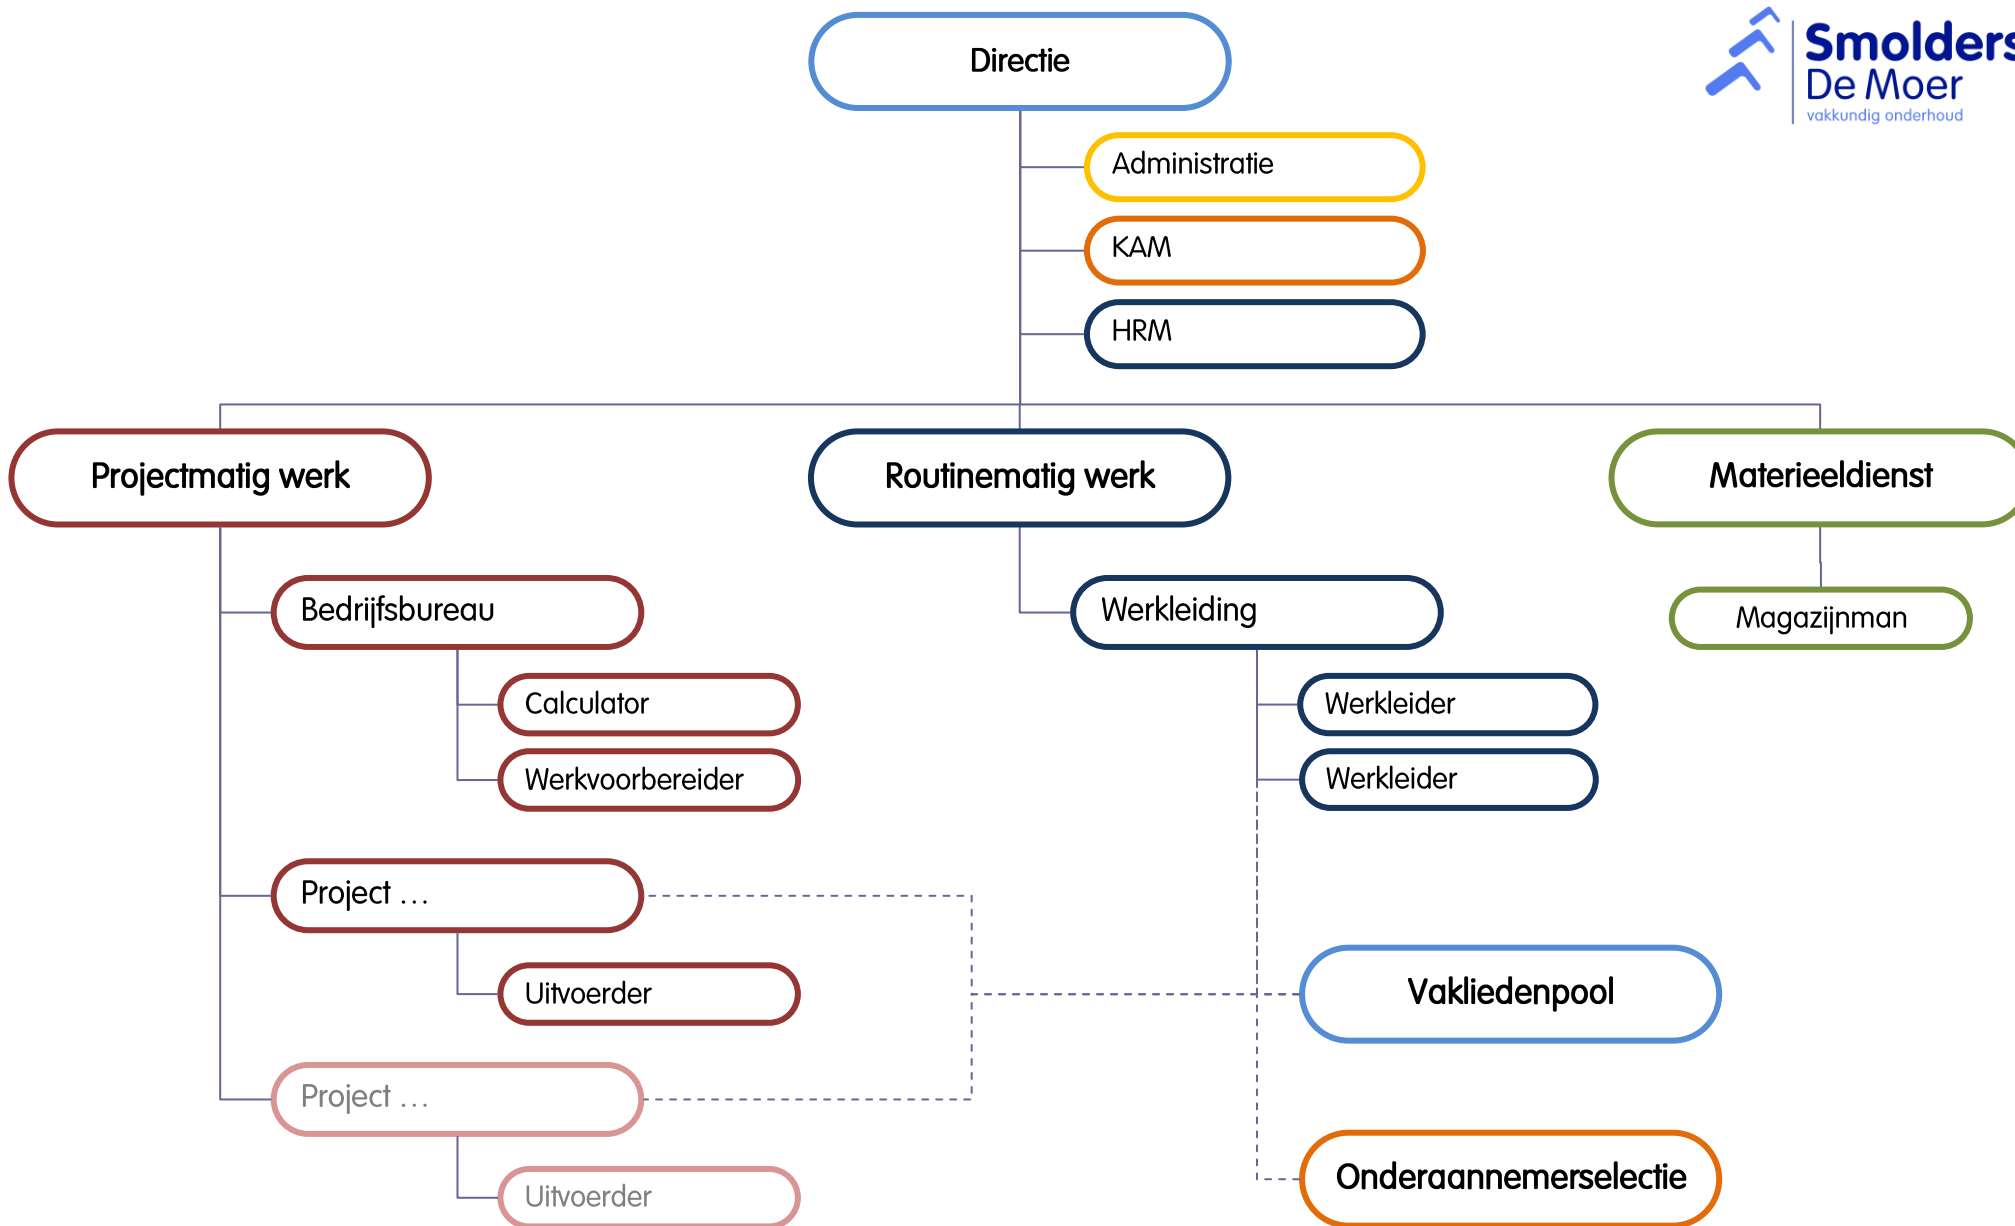 Directie
Smolders
De Moer
vakkundig onderhoud
Administratie
KAM
HRM
Projectmatig werk
Routinematig werk
Materieeldienst
Bedrijfsbureau
Werkleiding
Magazijnman
Calculator
Werkleider
Werkvoorbereider
Werkleider
Project ...
Uitvoerder
Vakliedenpool
Project ...
Onderaannemerselectie
Uitvoerder